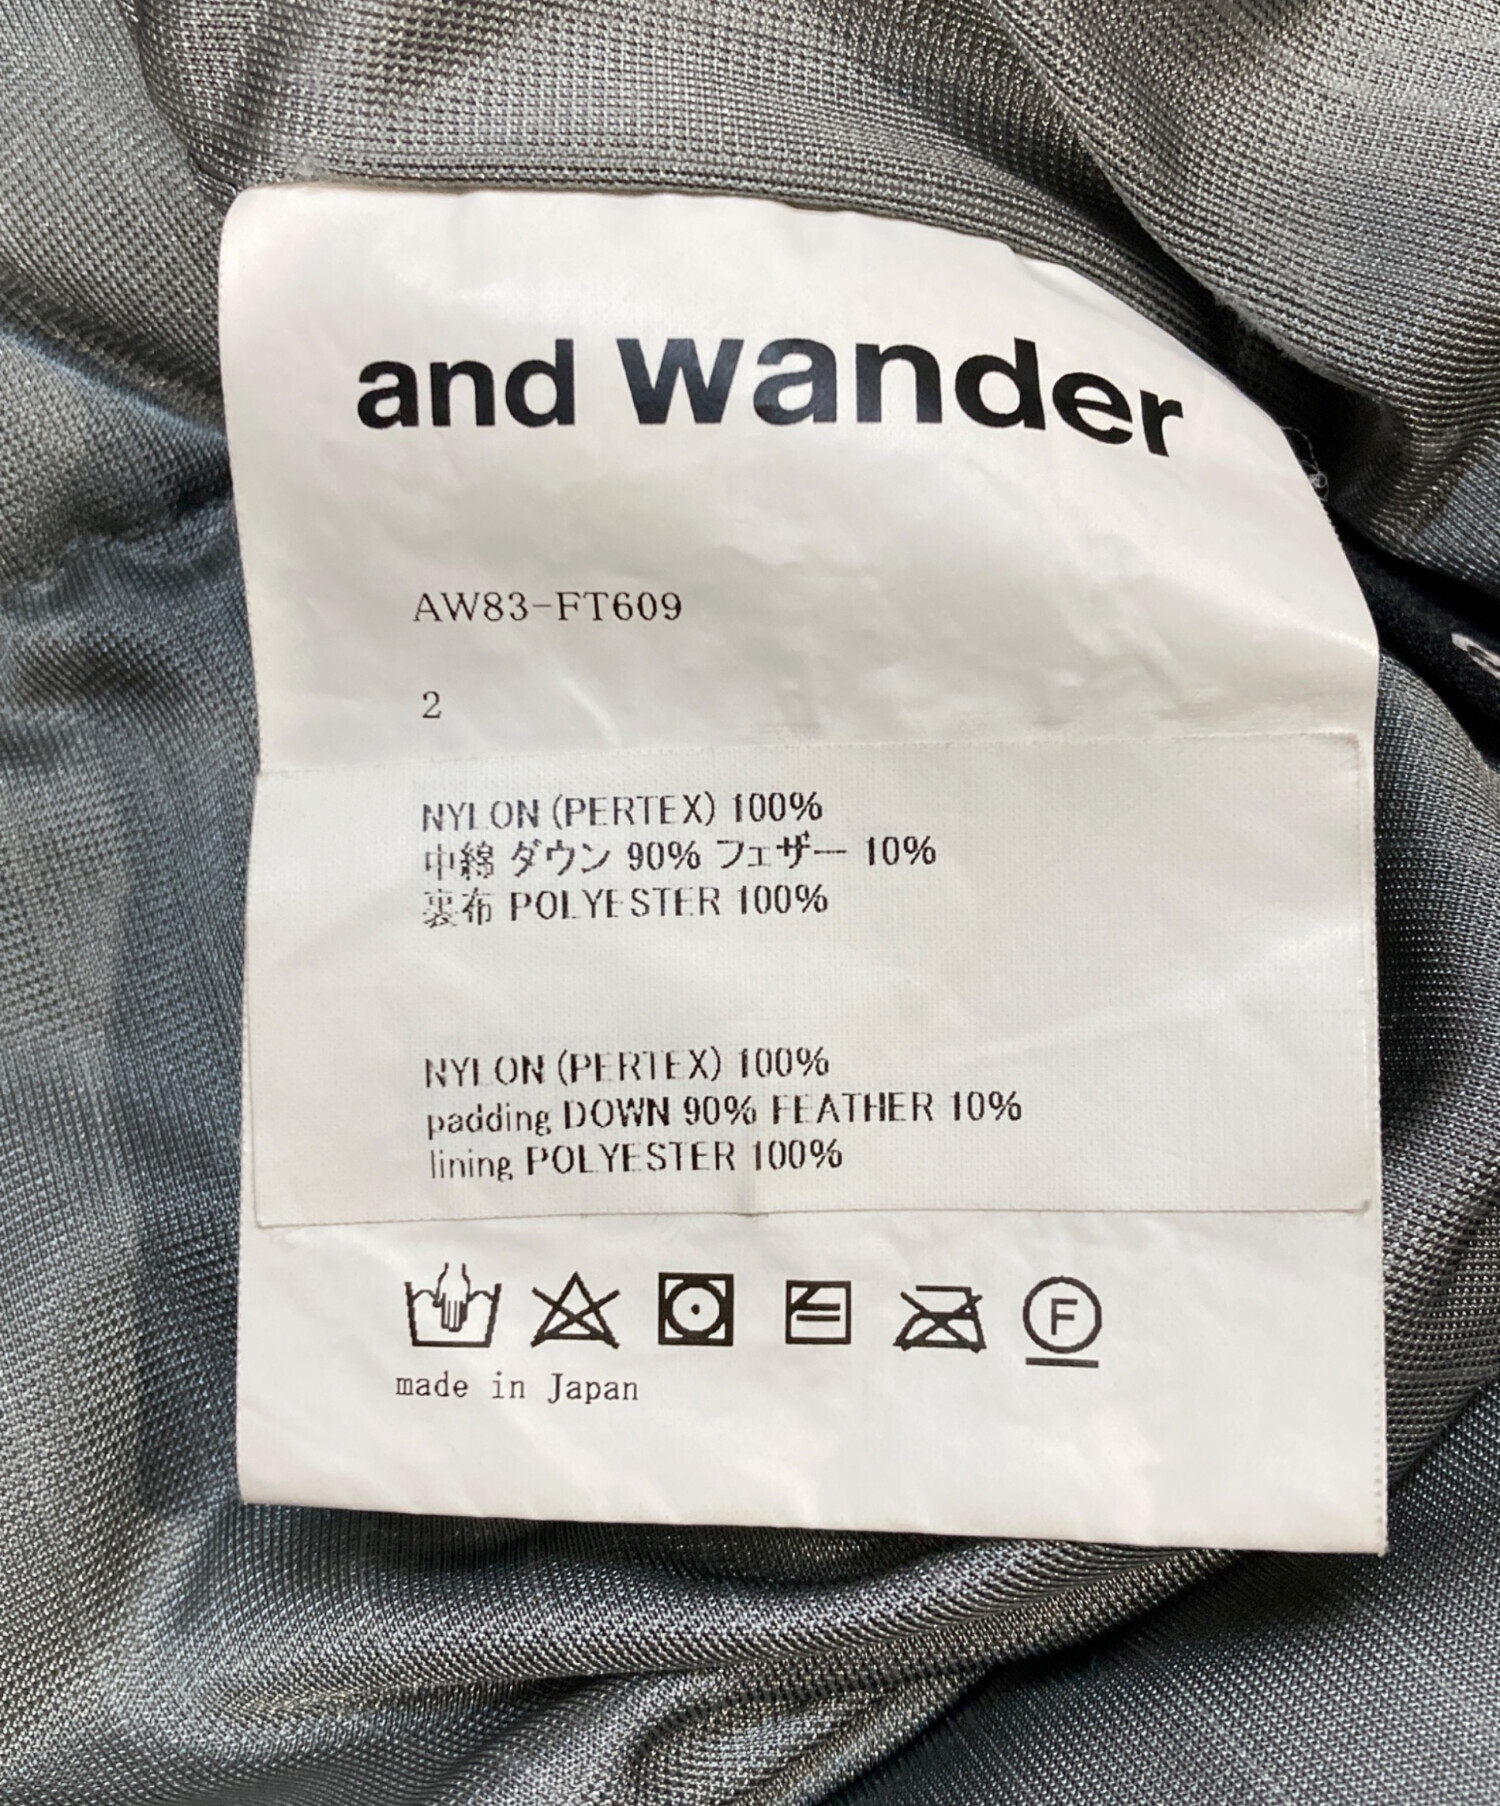 and wander
AW83-FT609
2
NYLON (PERTEX) 100%
中綿 ダウン 90% フェザー 10%
裏布 POLYESTER 100%
NYLON (PERTEX) 100%
padding DOWN 90% FEATHER 10%
lining POLYESTER 100%
F
made in Japan